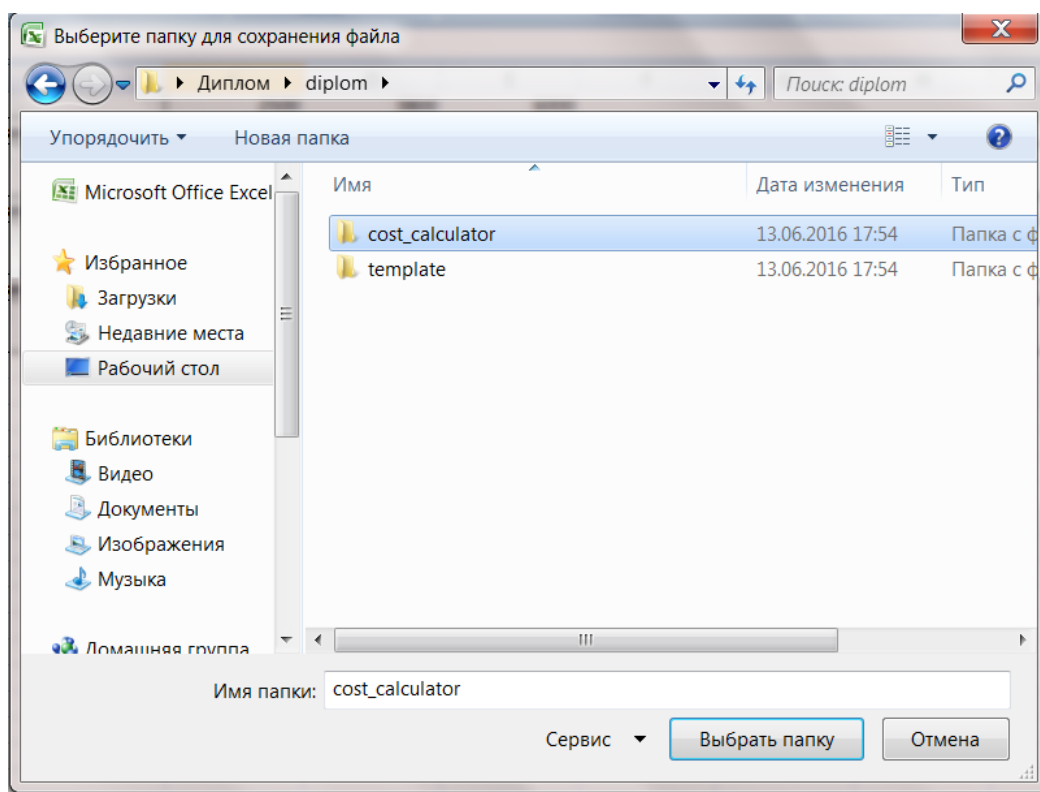 Выберите папку для сохранения файла
X
Диплом
diplom
Поиск: diplom
Упорядочить
Новая папка
Microsoft Office Excel
Избранное
Загрузки
Недавние места
Рабочий стол
Библиотеки
Видео
Документы
Изображения
Музыка
Домашняя группа
Имя
Дата изменения
Тип
cost_calculator
13.06.2016 17:54
Папка с ф
template
13.06.2016 17:54
Папка с ф
Имя папки:
cost_calculator
Сервис
Выбрать папку
Отмена